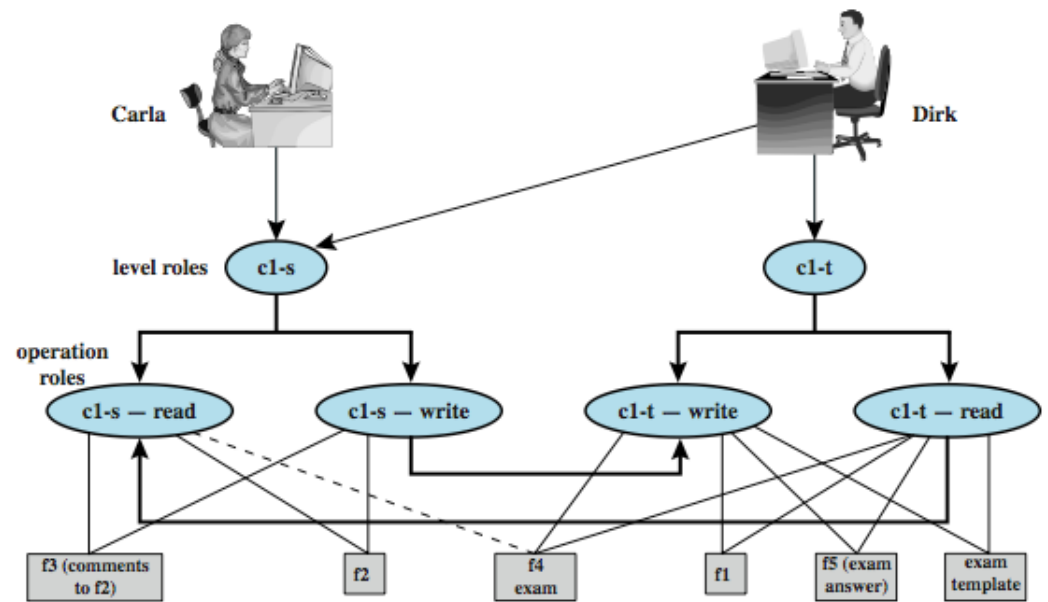 Carla
Dirk
level roles
c1-s
c1-t
operation
roles
c1-s — read
c1-s — write
c1-t — write
c1-t — read
f3 (comments
to f2)
f2
f4
exam
f1
f5 (exam
answer)
exam
template